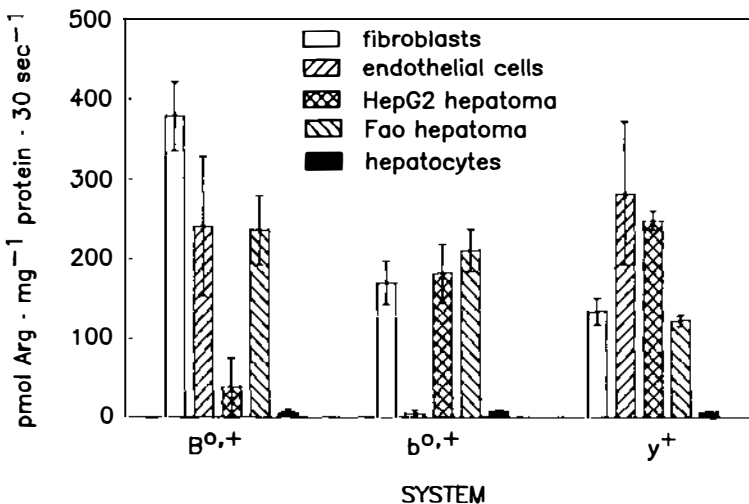 pmol Arg - mg⁻¹ protein - 30 sec⁻¹
500
400
300
200
100
0
fibroblasts
endothelial cells
HepG2 hepatoma
Fao hepatoma
hepatocytes
B⁰,⁺ b⁰,⁺ y⁺
SYSTEM